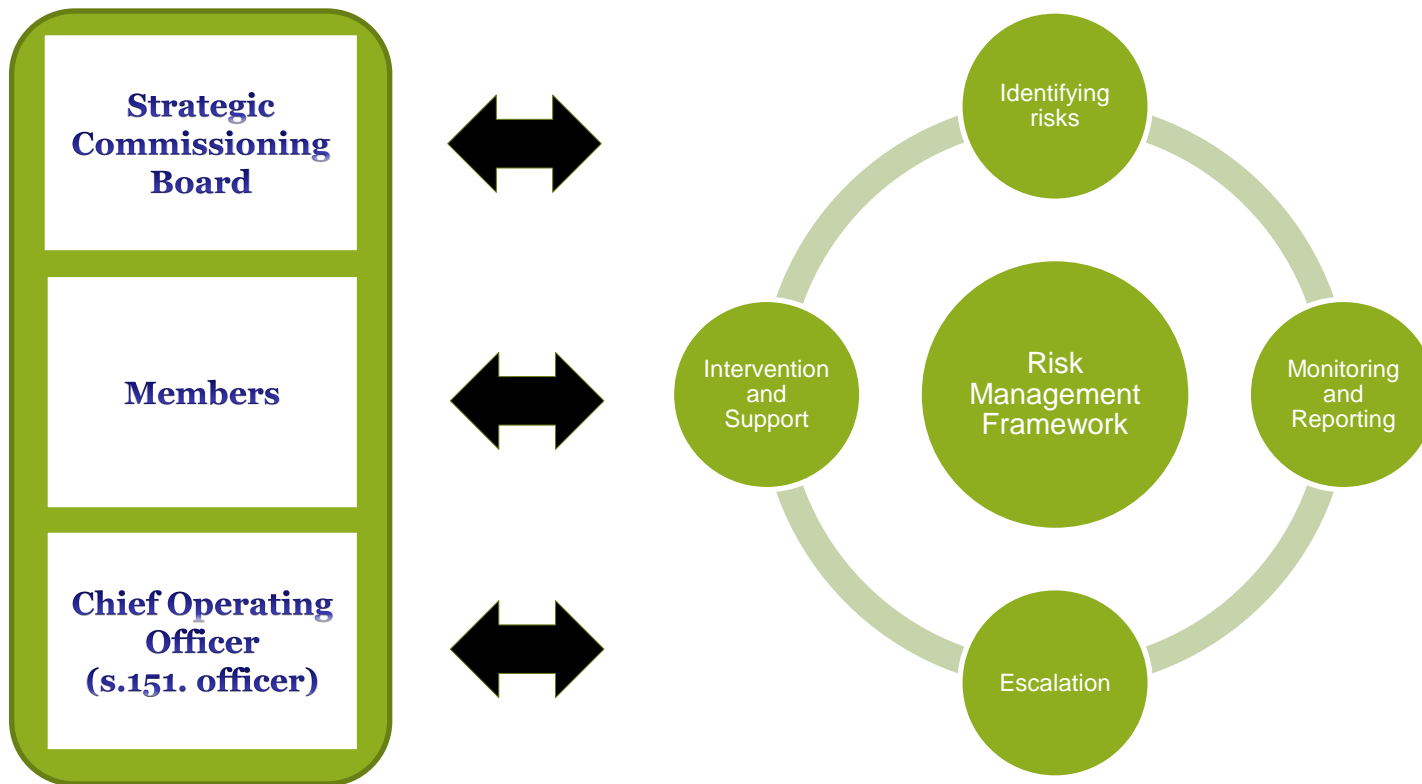 Strategic
Commissioning
Board
Members
Chief Operating
Officer
(s.151. officer)
Identifying
risks
Intervention
and
Support
Risk
Management
Framework
Monitoring
and
Reporting
Escalation